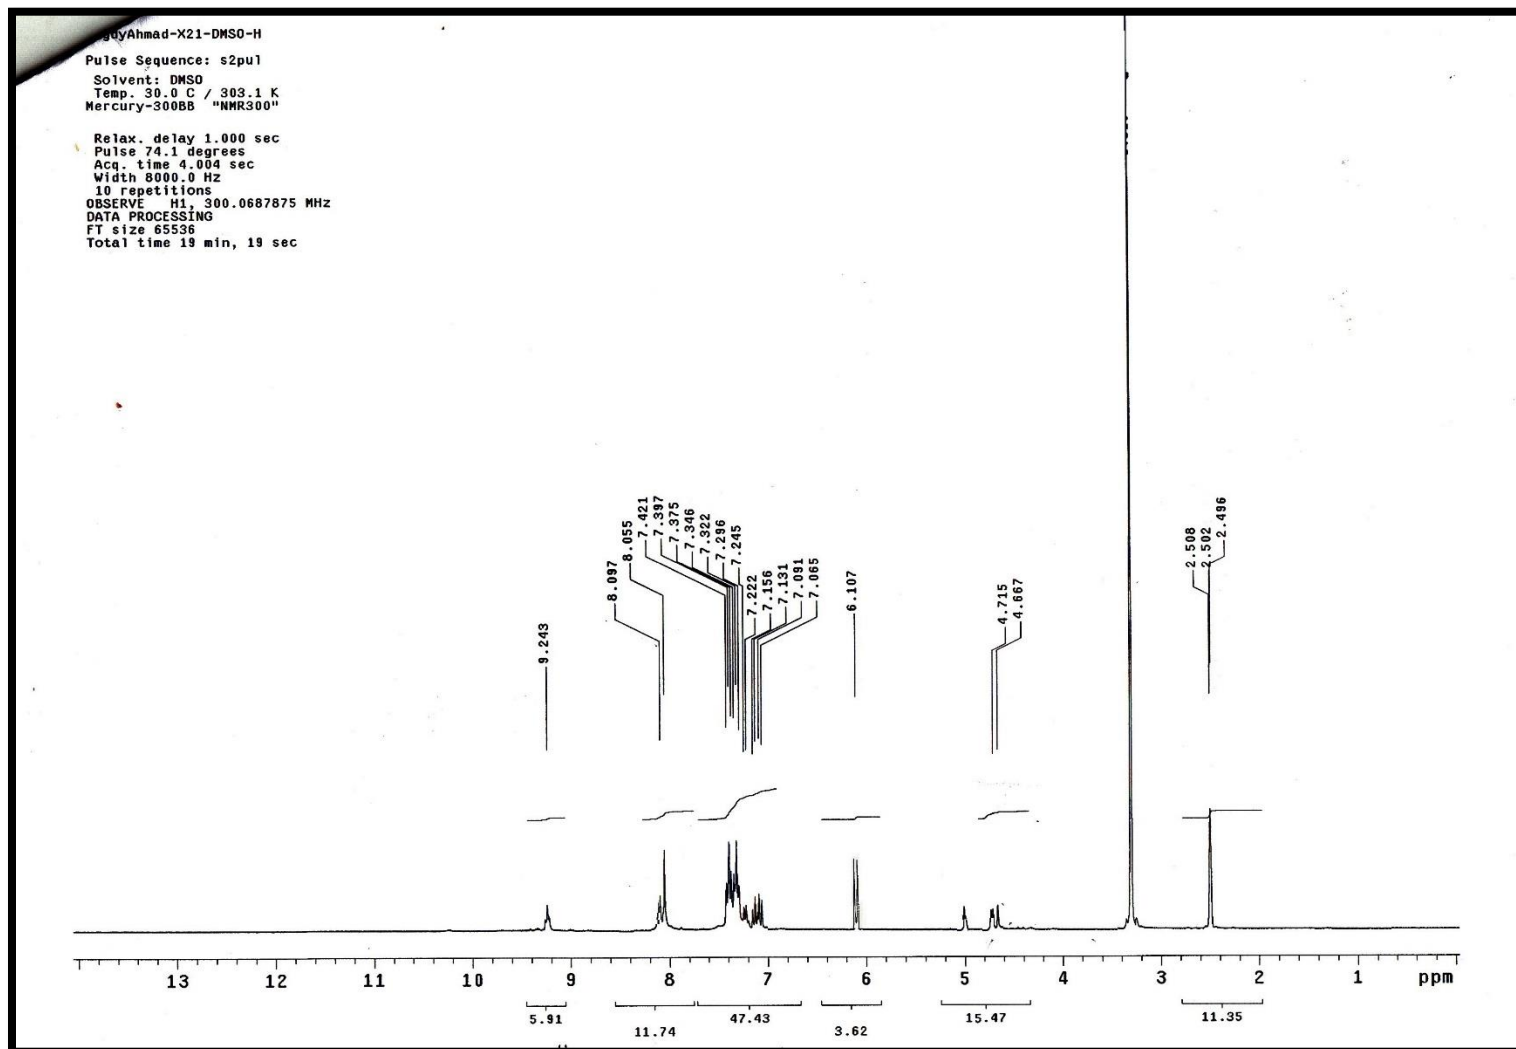 gdyAhmad-X21-DMSO-H
Pulse Sequence: s2pul
Solvent: DMSO
Temp. 30.0 C / 303.1 K
Mercury-300BB "NMR300"
Relax. delay 1.000 sec
Pulse 74.1 degrees
Acq. time 4.004 sec
Width 8000.0 Hz
10 repetitions
OBSERVE H1, 300.0687875 MHz
DATA PROCESSING
FT size 65536
Total time 19 min, 19 sec
9.243
8.097
8.055
7.421
7.397
7.375
7.346
7.322
7.296
7.245
7.222
7.156
7.131
7.091
7.065
6.107
4.715
4.667
2.508
2.502
2.496
13 12 11 10 9 8 7 6 5 4 3 2 1 ppm
5.91 47.43 15.47 11.35
11.74 3.62